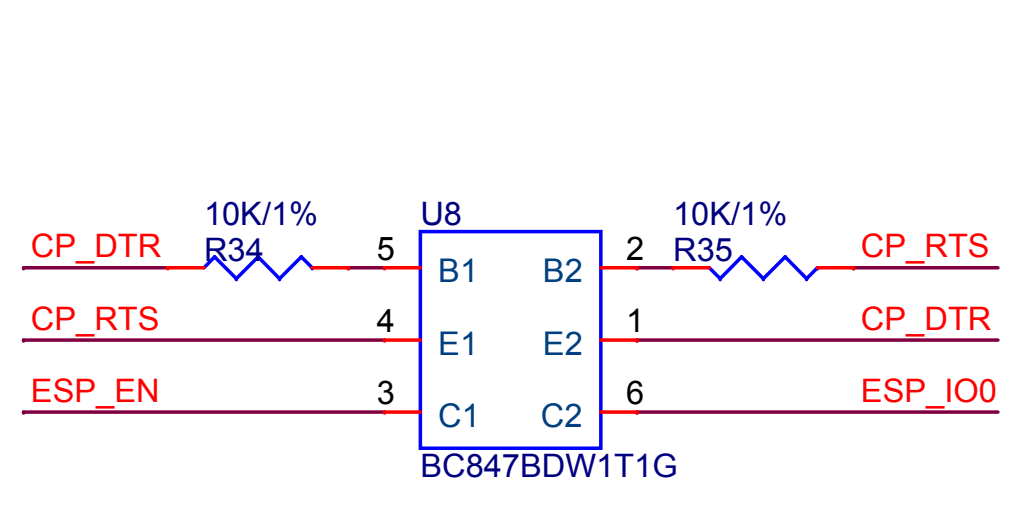 10K/1% U8 10K/1%
CP_DTR R34 5 2 R35 CP_RTS
B1 B2
CP_RTS 4 1 CP_DTR
E1 E2
ESP_EN 3 6 ESP_IO0
C1 C2
BC847BDW1T1G